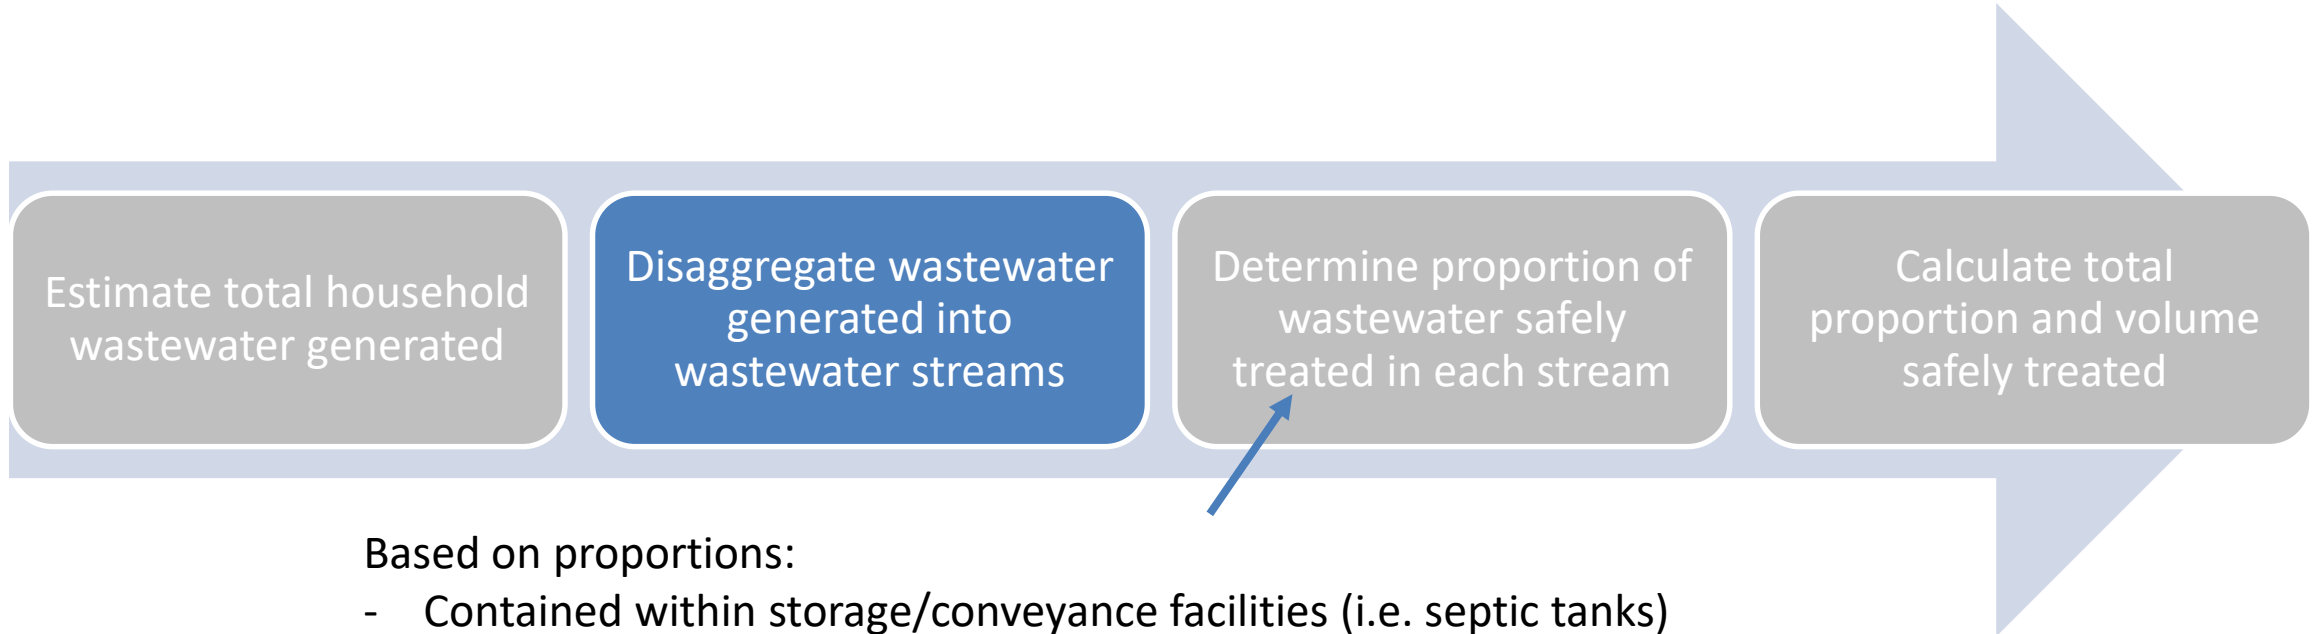 Estimate total household
wastewater generated
Disaggregate wastewater
generated into
wastewater streams
Determine proportion of
wastewater safely
treated in each stream
Calculate total
proportion and volume
safely treated
Based on proportions:
- Contained within storage/conveyance facilities (i.e. septic tanks)